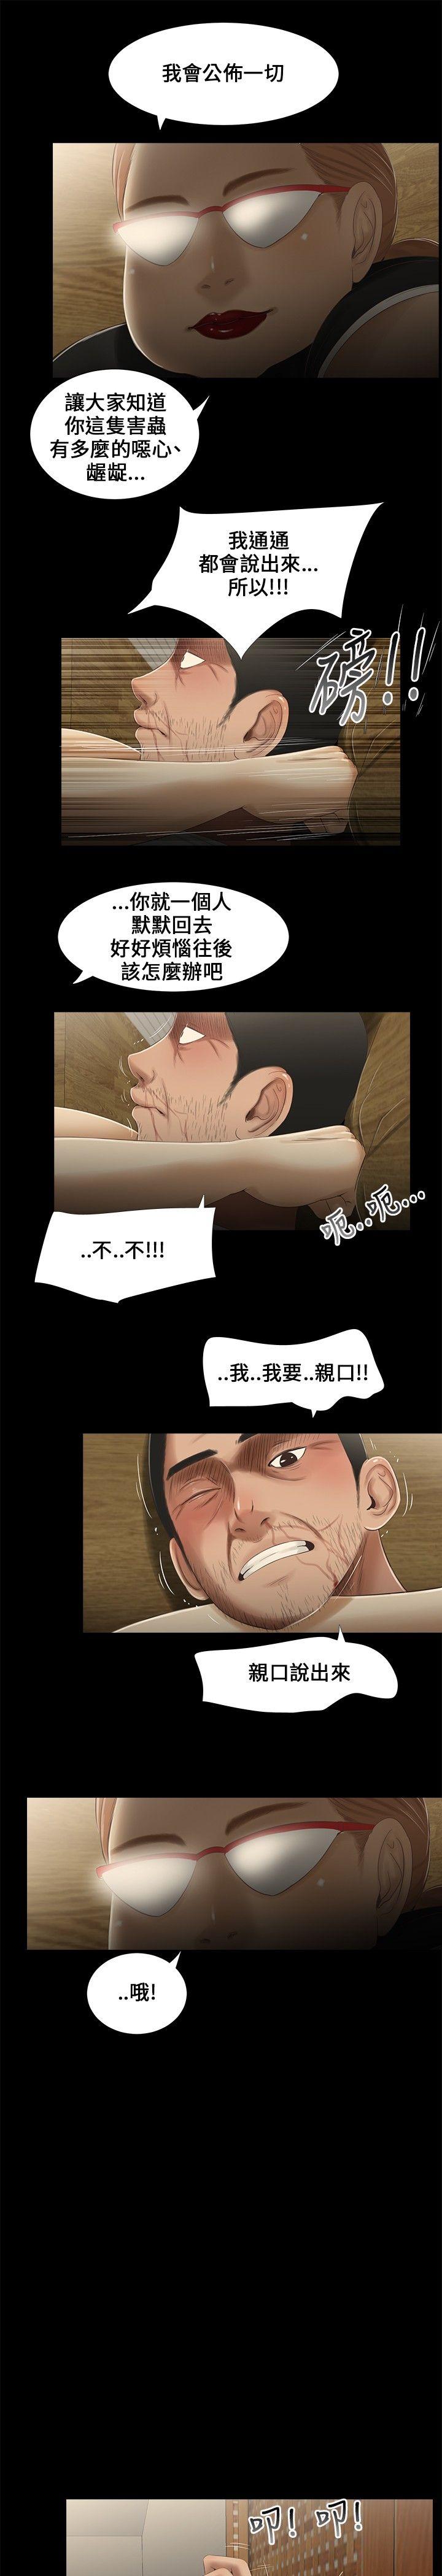 我會公佈一切
讓大家知道
你這隻害蟲
有多麼的噁心、
齷齪...
我通通
都會說出來...
所以!!!
磅!!
...你就一個人
默默回去
好好煩惱往後
該怎麼辦吧
呃..呃...
..不..不!!!
..我..我要..親口!!
親口說出來
..哦!
叩! 叩!